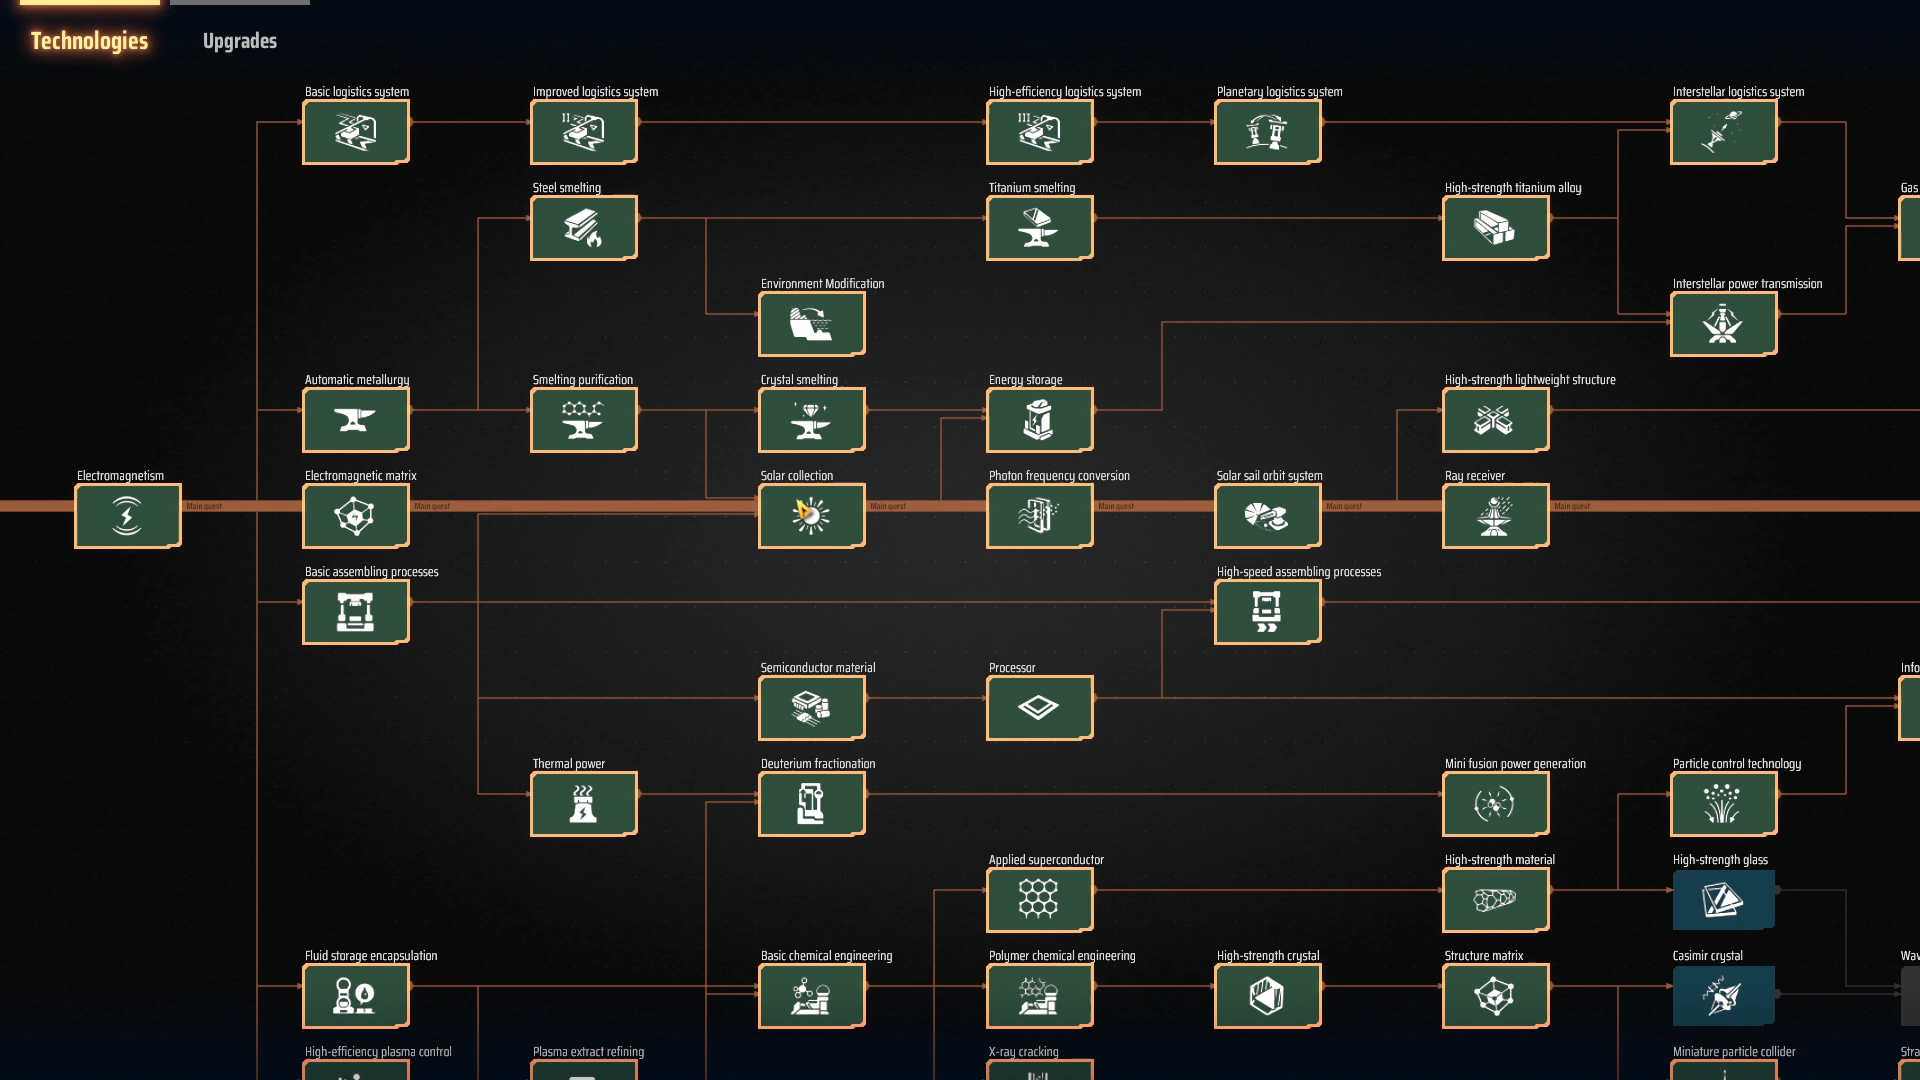 Technologies
Upgrades
Basic logistics system
Improved logistics system
High-efficiency logistics system
Planetary logistics system
Interstellar logistics system
Steel smelting
Titanium smelting
High-strength titanium alloy
Gas
Environment Modification
Interstellar power transmission
Automatic metallurgy
Smelting purification
Crystal smelting
Energy storage
High-strength lightweight structure
Electromagnetism
Electromagnetic matrix
Solar collection
Photon frequency conversion
Solar sail orbit system
Ray receiver
Main quest
Main quest
Main quest
Main quest
Main quest
Main quest
Basic assembling processes
High-speed assembling processes
Semiconductor material
Processor
Info
Thermal power
Deuterium fractionation
Mini fusion power generation
Particle control technology
Applied superconductor
High-strength material
High-strength glass
Fluid storage encapsulation
Basic chemical engineering
Polymer chemical engineering
High-strength crystal
Structure matrix
Casimir crystal
Wav
High-efficiency plasma control
Plasma extract refining
X-ray cracking
Miniature particle collider
Stra